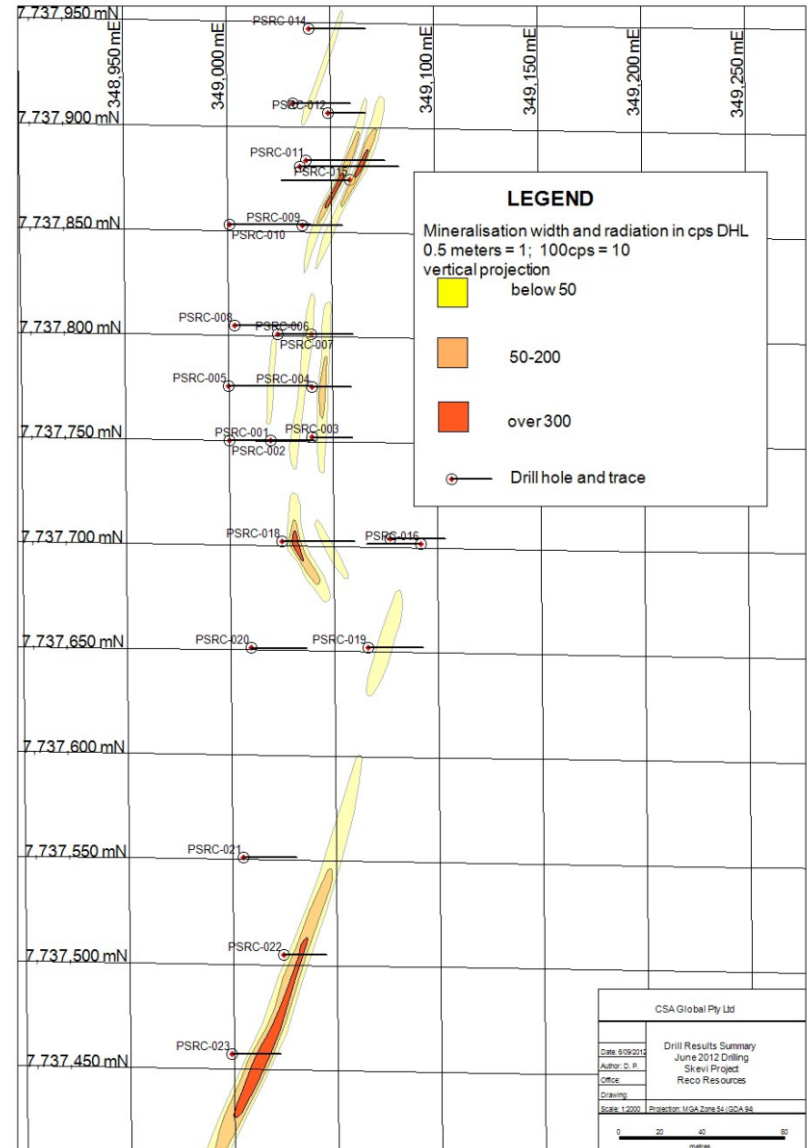 7,737,950 mN
348,950 mE
349,000 mE
349,100 mE
349,150 mE
349,200 mE
349,250 mE
PSRC-014
PSRC-012
7,737,900 mN
PSRC-011
PSRC-015
7,737,850 mN
PSRC-009
PSRC-010
7,737,800 mN
PSRC-008
PSRC-006
PSRC-007
PSRC-005
PSRC-004
7,737,750 mN
PSRC-001
PSRC-003
PSRC-002
7,737,700 mN
PSRC-018
PSRC-016
7,737,650 mN
PSRC-020
PSRC-019
7,737,600 mN
7,737,550 mN
PSRC-021
7,737,500 mN
PSRC-022
7,737,450 mN
PSRC-023
LEGEND
Mineralisation width and radiation in cps DHL
0.5 meters = 1; 100cps = 10
vertical projection
below 50
50-200
over 300
Drill hole and trace
CSA Global Pty Ltd
Date: 6/09/2012
Author: D. P.
Office:
Drawing:
Scale: 1:2000
Drill Results Summary
June 2012 Drilling
Skevi Project
Reco Resources
Projection: MGA Zone 54 (GDA 94)
0 20 40 80
metres